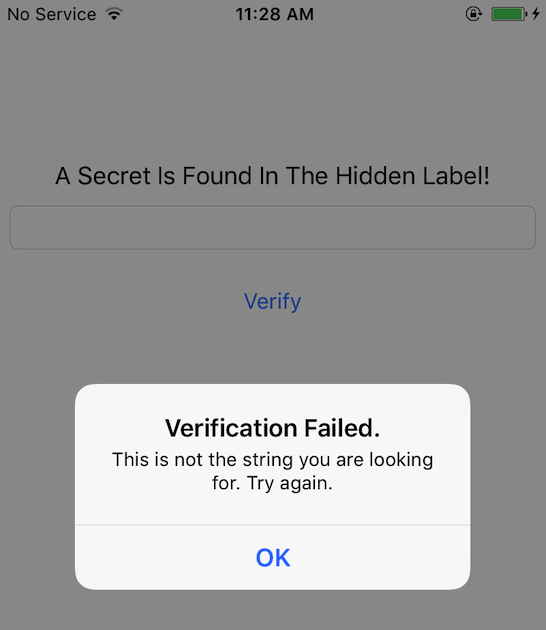 No Service 11:28 AM
A Secret Is Found In The Hidden Label!
Verify
Verification Failed.
This is not the string you are looking
for. Try again.
OK